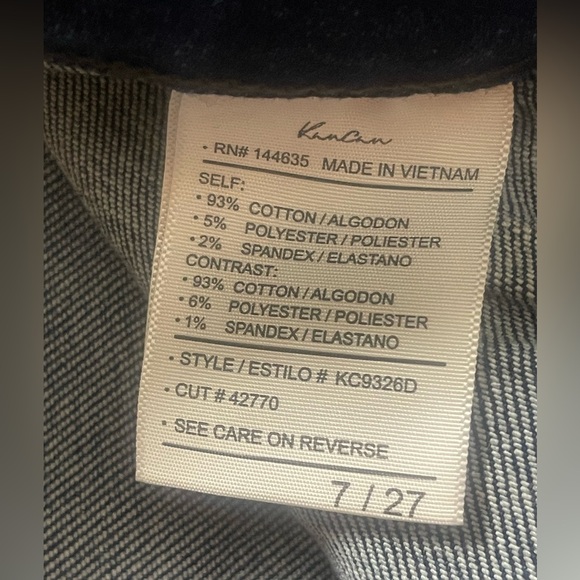 KanCan
• RN# 144635 MADE IN VIETNAM
SELF:
• 93% COTTON / ALGODON
• 5% POLYESTER / POLIESTER
• 2% SPANDEX / ELASTANO
CONTRAST:
• 93% COTTON / ALGODON
• 6% POLYESTER / POLIESTER
• 1% SPANDEX / ELASTANO
• STYLE / ESTILO # KC9326D
• CUT # 42770
• SEE CARE ON REVERSE
7 / 27